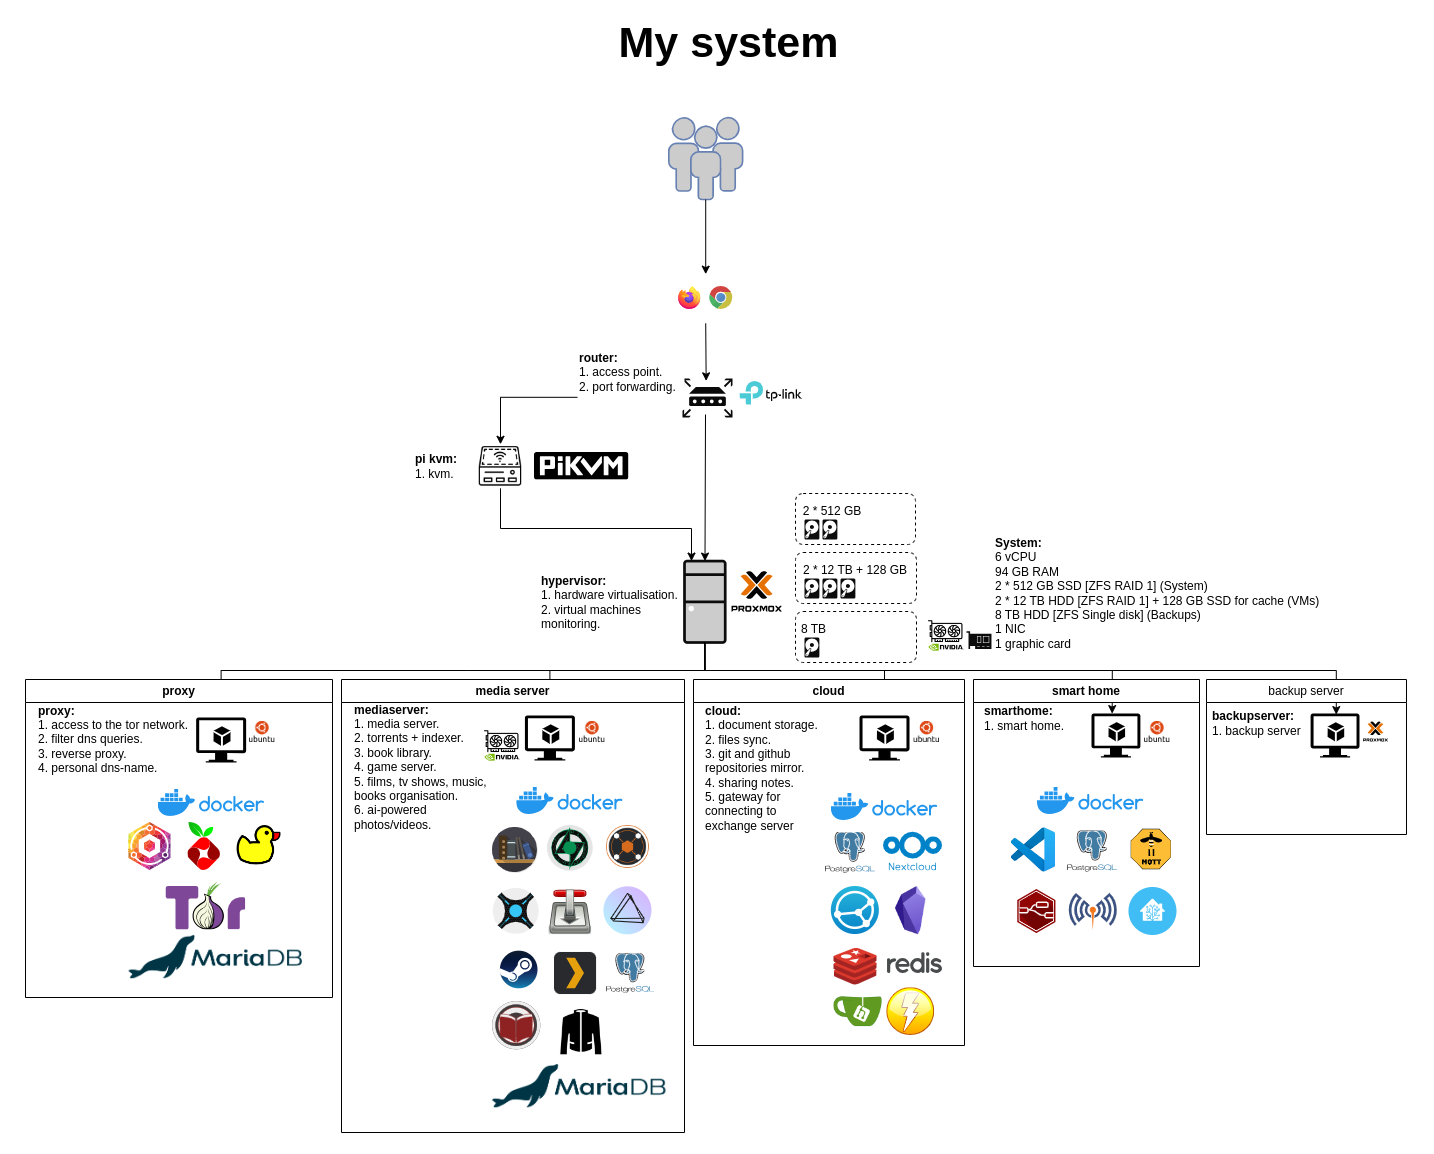 My system
router:
1. access point.
2. port forwarding.
tp-link
pi kvm:
1. kvm.
PiKVM
2 * 512 GB
2 * 12 TB + 128 GB
8 TB
System:
6 vCPU
94 GB RAM
2 * 512 GB SSD [ZFS RAID 1] (System)
2 * 12 TB HDD [ZFS RAID 1] + 128 GB SSD for cache (VMs)
8 TB HDD [ZFS Single disk] (Backups)
1 NIC
1 graphic card
NVIDIA
hypervisor:
1. hardware virtualisation.
2. virtual machines
monitoring.
PROXMOX
proxy
proxy:
1. access to the tor network.
2. filter dns queries.
3. reverse proxy.
4. personal dns-name.
ubuntu
docker
Tor
MariaDB
media server
mediaserver:
1. media server.
2. torrents + indexer.
3. book library.
4. game server.
5. films, tv shows, music,
books organisation.
6. ai-powered
photos/videos.
NVIDIA
ubuntu
docker
PostgreSQL
MariaDB
cloud
cloud:
1. document storage.
2. files sync.
3. git and github
repositories mirror.
4. sharing notes.
5. gateway for
connecting to
exchange server
ubuntu
docker
PostgreSQL
Nextcloud
redis
smart home
smarthome:
1. smart home.
ubuntu
docker
PostgreSQL
MQTT
backup server
backupserver:
1. backup server
PROXMOX